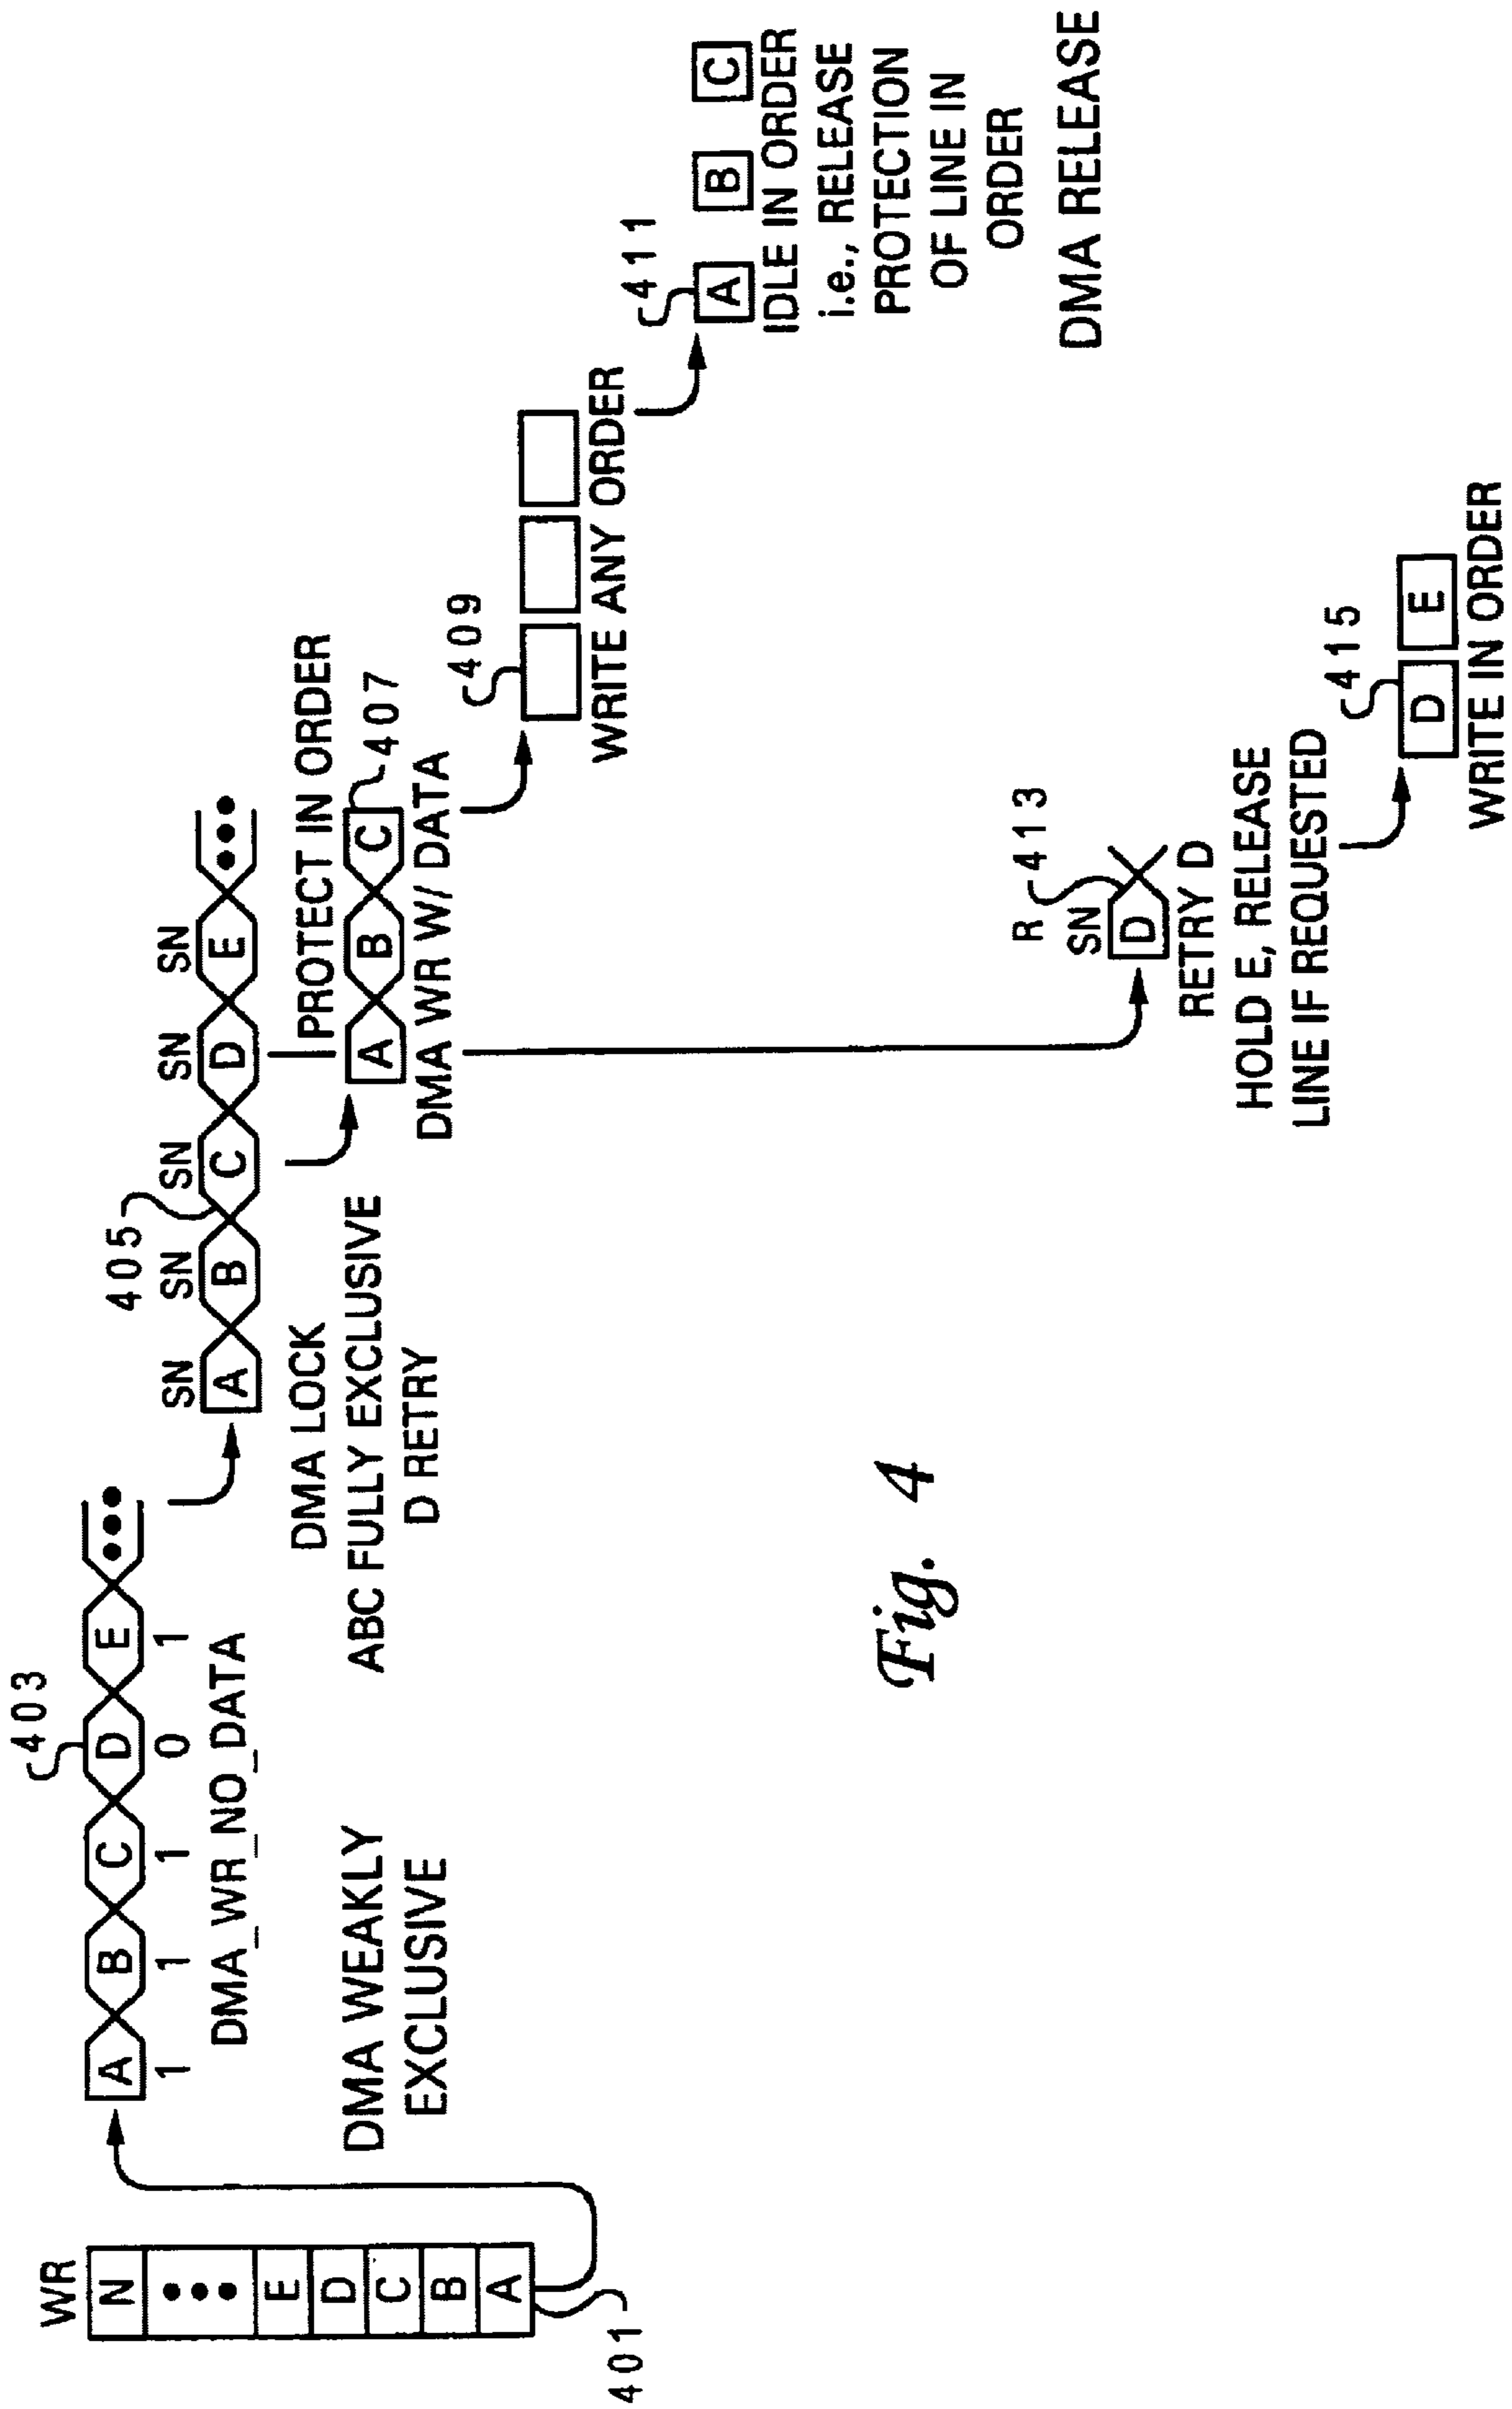 WR
N
•••
E
D
C
B
A
401
403
A B C D E •••
1 1 1 0 1
DMA_WR_NO_DATA
DMA WEAKLY
EXCLUSIVE
405
SN SN SN SN SN
A B C D E •••
DMA LOCK
ABC FULLY EXCLUSIVE
D RETRY
PROTECT IN ORDER
A B C
407
DMA WR W/ DATA
409
WRITE ANY ORDER
411
A B C
IDLE IN ORDER
i.e., RELEASE
PROTECTION
OF LINE IN
ORDER
DMA RELEASE
R 413
SN
D
RETRY D
HOLD E, RELEASE
LINE IF REQUESTED
415
D E
WRITE IN ORDER
Fig. 4